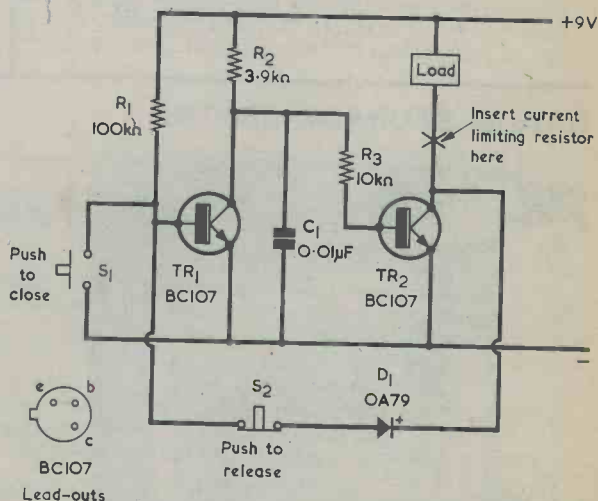 +9V
R2
3·9kΩ
Load
R1
100kΩ
Insert current
limiting resistor
here
R3
10kΩ
C1
0·01µF
TR1
BC107
TR2
BC107
Push
to
close
S1
–
S2
D1
OA79
+
Push to
release
e
b
c
BC107
Lead-outs